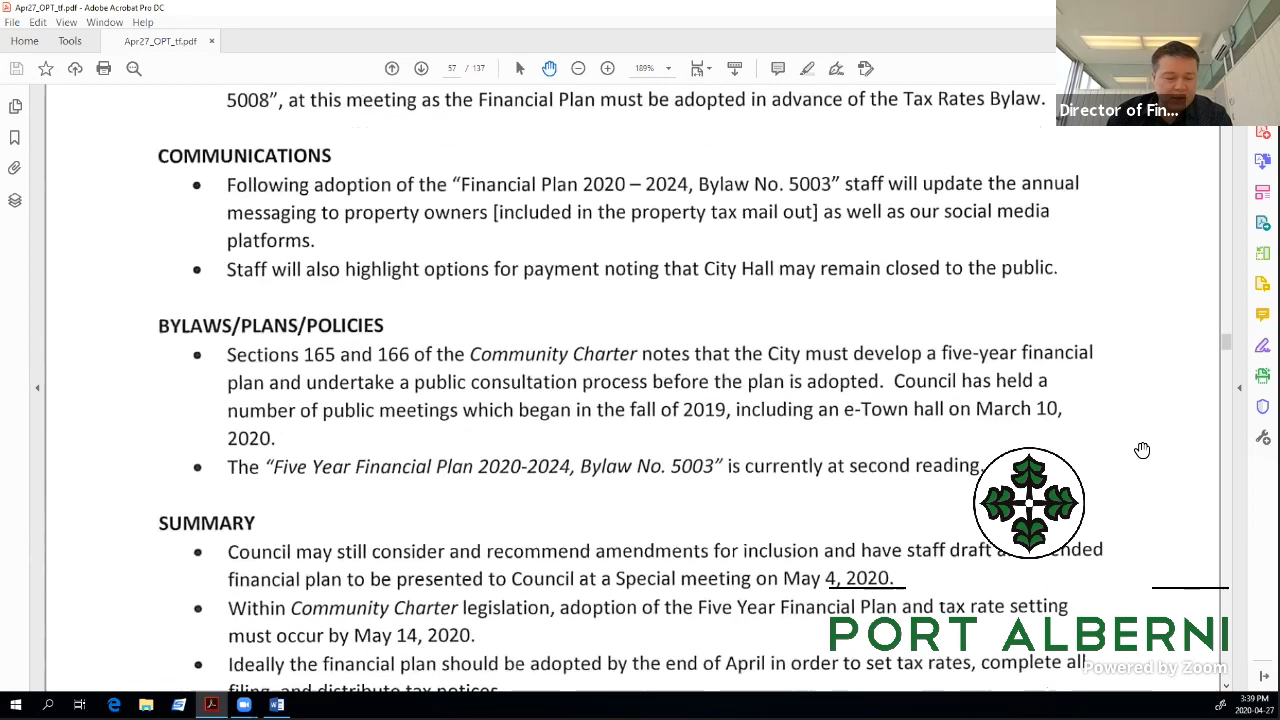 Apr27_OPT_tf.pdf - Adobe Acrobat Pro DC
File Edit View Window Help
Home Tools Apr27_OPT_tf.pdf ×
57 / 137 189%
5008”, at this meeting as the Financial Plan must be adopted in advance of the Tax Rates Bylaw.
Director of Fin...
COMMUNICATIONS
• Following adoption of the “Financial Plan 2020 – 2024, Bylaw No. 5003” staff will update the annual
messaging to property owners [included in the property tax mail out] as well as our social media
platforms.
• Staff will also highlight options for payment noting that City Hall may remain closed to the public.
BYLAWS/PLANS/POLICIES
• Sections 165 and 166 of the Community Charter notes that the City must develop a five-year financial
plan and undertake a public consultation process before the plan is adopted. Council has held a
number of public meetings which began in the fall of 2019, including an e-Town hall on March 10,
2020.
• The “Five Year Financial Plan 2020-2024, Bylaw No. 5003” is currently at second reading.
SUMMARY
• Council may still consider and recommend amendments for inclusion and have staff draft
financial plan to be presented to Council at a Special meeting on May 4, 2020.
• Within Community Charter legislation, adoption of the Five Year Financial Plan and tax rate setting
must occur by May 14, 2020.
PORT ALBERNI
• Ideally the financial plan should be adopted by the end of April in order to set tax rates, complete all
Powered by Zoom
filing, and distribute tax notices.
3:39 PM
2020-04-27